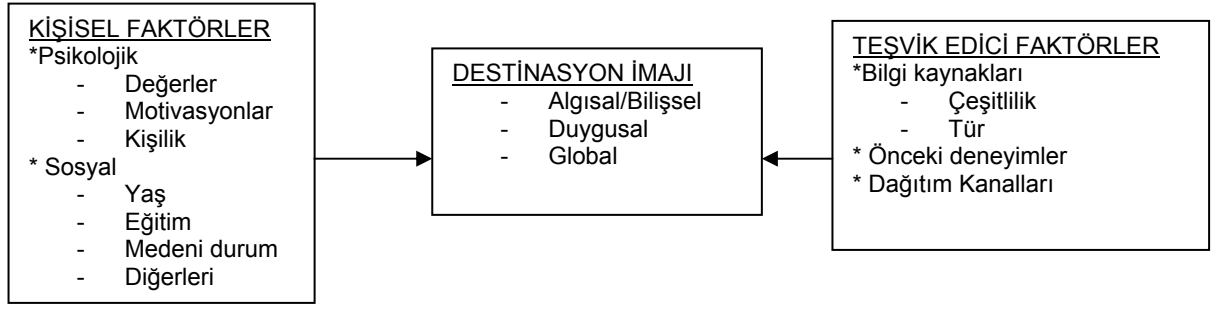 KİŞİSEL FAKTÖRLER
*Psikolojik
- Değerler
- Motivasyonlar
- Kişilik
* Sosyal
- Yaş
- Eğitim
- Medeni durum
- Diğerleri
DESTİNASYON İMAJI
- Algısal/Bilişsel
- Duygusal
- Global
TEŞVİK EDİCİ FAKTÖRLER
*Bilgi kaynakları
- Çeşitlilik
- Tür
* Önceki deneyimler
* Dağıtım Kanalları